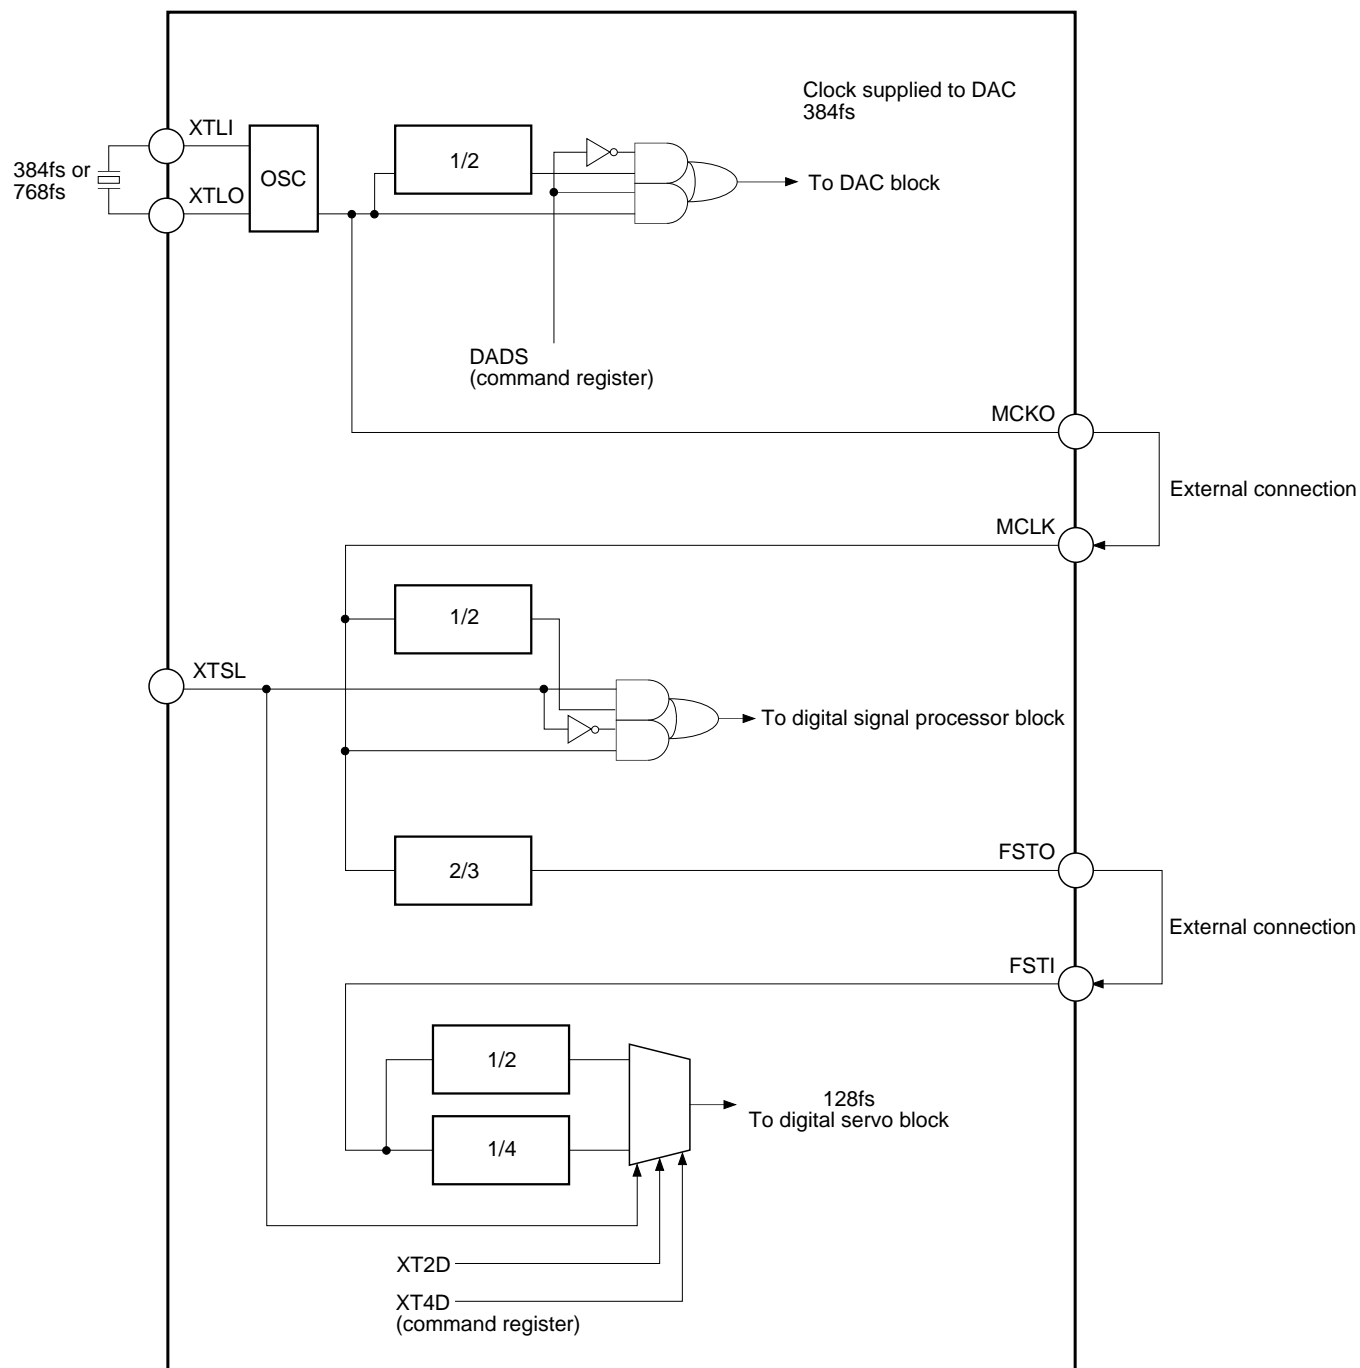 Clock supplied to DAC
384fs
XTLI
384fs or
768fs
OSC
1/2
XTLO
To DAC block
DADS
(command register)
MCKO
External connection
MCLK
1/2
XTSL
To digital signal processor block
2/3
FSTO
External connection
FSTI
1/2
128fs
To digital servo block
1/4
XT2D
XT4D
(command register)